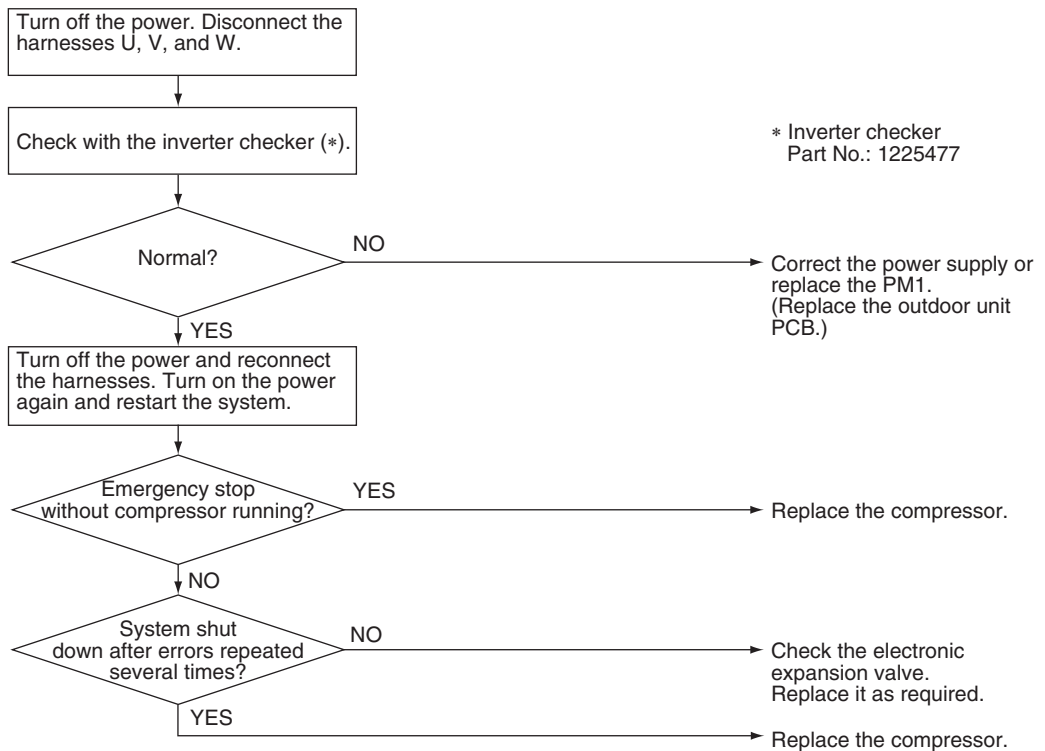 Turn off the power. Disconnect the
harnesses U, V, and W.
Check with the inverter checker (*).
* Inverter checker
Part No.: 1225477
Normal?
NO
Correct the power supply or
replace the PM1.
(Replace the outdoor unit
PCB.)
YES
Turn off the power and reconnect
the harnesses. Turn on the power
again and restart the system.
Emergency stop
without compressor running?
YES
Replace the compressor.
NO
System shut
down after errors repeated
several times?
NO
Check the electronic
expansion valve.
Replace it as required.
YES
Replace the compressor.